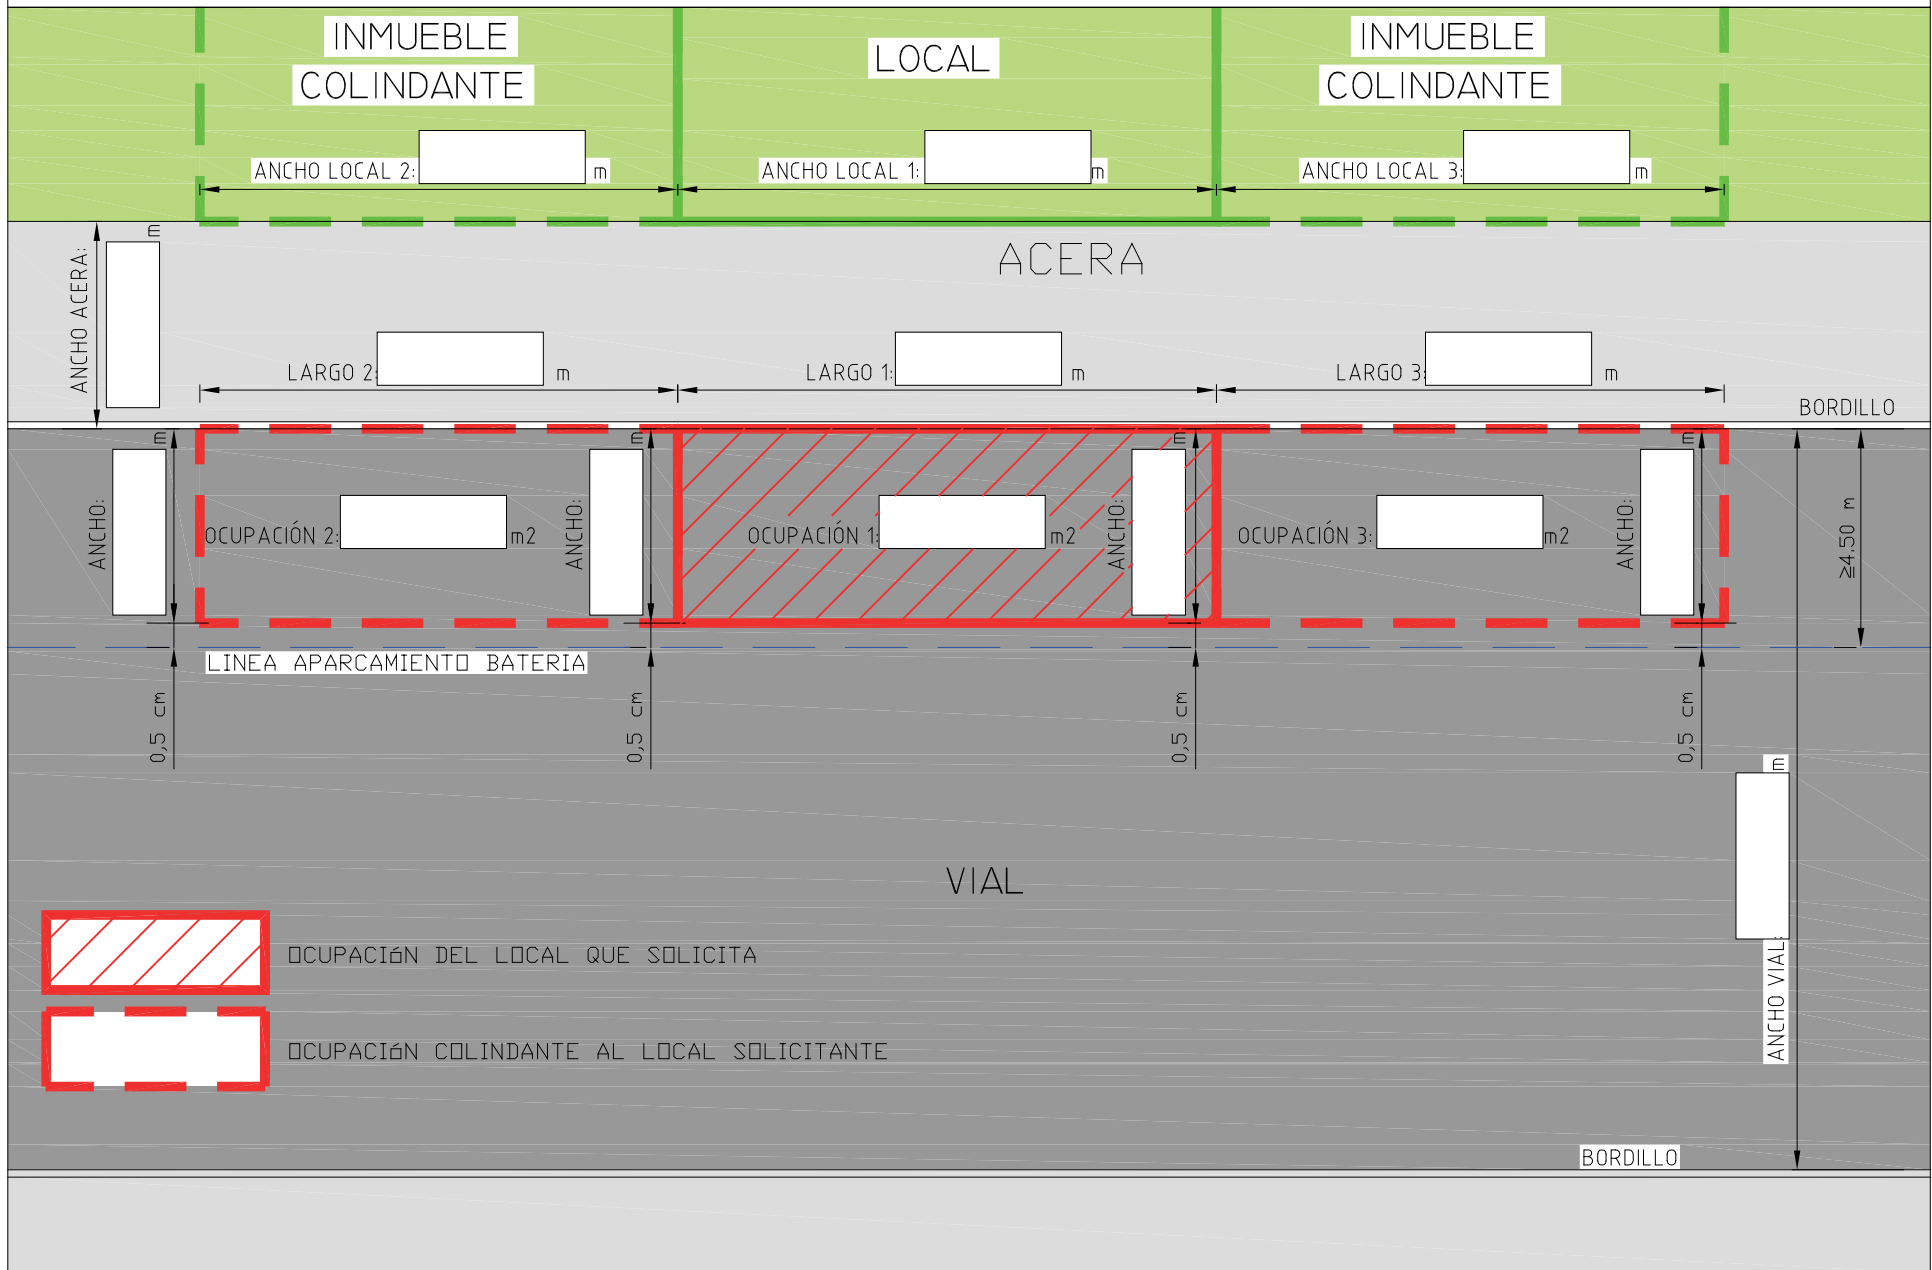 INMUEBLE
COLINDANTE
LOCAL
INMUEBLE
COLINDANTE
ANCHO LOCAL 2: m
ANCHO LOCAL 1: m
ANCHO LOCAL 3: m
ACERA
ANCHO ACERA: m
LARGO 2: m
LARGO 1: m
LARGO 3: m
BORDILLO
ANCHO: m
OCUPACIÓN 2: m2
ANCHO: m
OCUPACIÓN 1: m2
ANCHO: m
OCUPACIÓN 3: m2
ANCHO: m
≥4,50 m
LINEA APARCAMIENTO BATERIA
0,5 cm
0,5 cm
0,5 cm
0,5 cm
VIAL
ANCHO VIAL: m
OCUPACIóN DEL LOCAL QUE SOLICITA
OCUPACIóN COLINDANTE AL LOCAL SOLICITANTE
BORDILLO